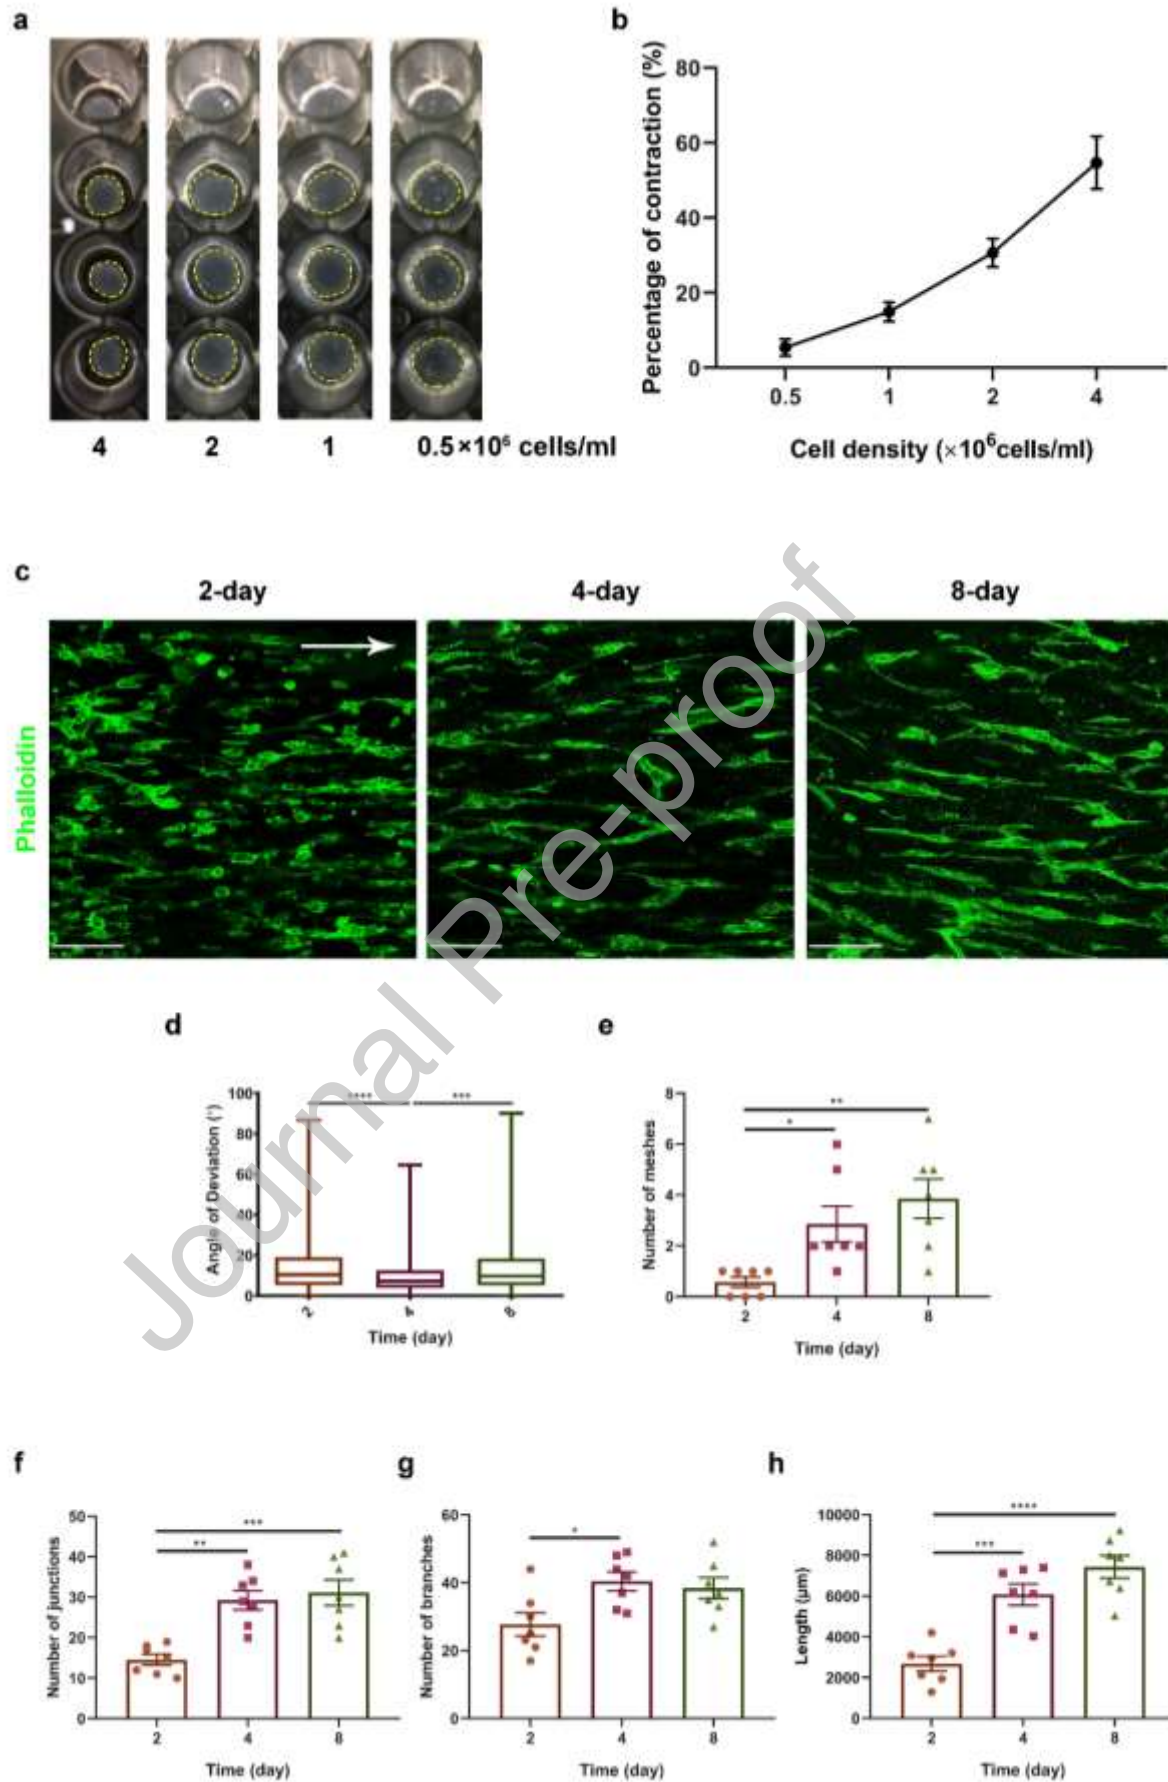 a
4
2
1
0.5×10⁶ cells/ml
b
Percentage of contraction (%)
80
60
40
20
0
0.5
1
2
4
Cell density (×10⁶cells/ml)
c
2-day
4-day
8-day
Phalloidin
d
Angle of Deviation (°)
100
80
60
40
20
0
****
***
2
4
8
Time (day)
e
Number of meshes
8
6
4
2
0
**
*
2
4
8
Time (day)
f
Number of junctions
50
40
30
20
10
0
***
**
2
4
8
Time (day)
g
Number of branches
60
40
20
0
*
2
4
8
Time (day)
h
Length (µm)
10000
8000
6000
4000
2000
0
****
***
2
4
8
Time (day)
Journal Pre-proof